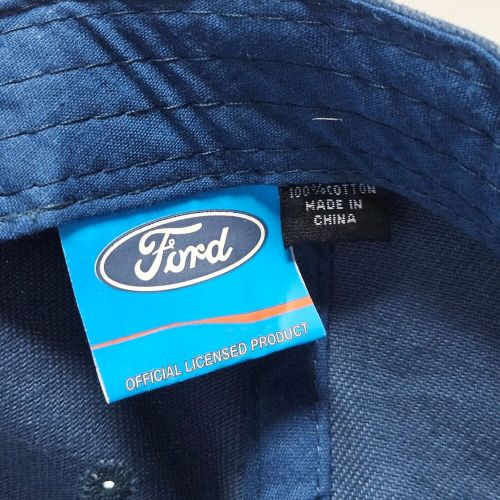 Ford
OFFICIAL LICENSED PRODUCT
100% COTTON
MADE IN
CHINA